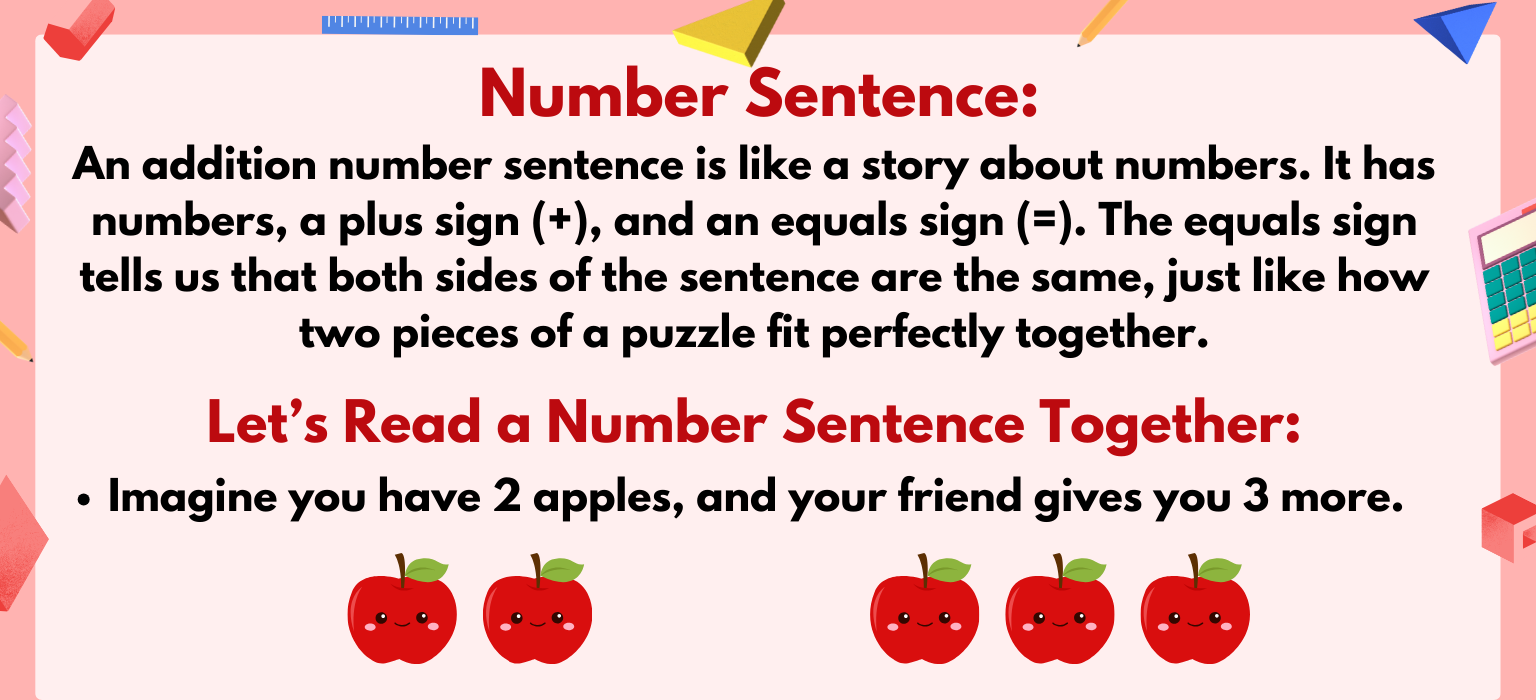 Number Sentence:
An addition number sentence is like a story about numbers. It has
numbers, a plus sign (+), and an equals sign (=). The equals sign
tells us that both sides of the sentence are the same, just like how
two pieces of a puzzle fit perfectly together.
Let’s Read a Number Sentence Together:
• Imagine you have 2 apples, and your friend gives you 3 more.